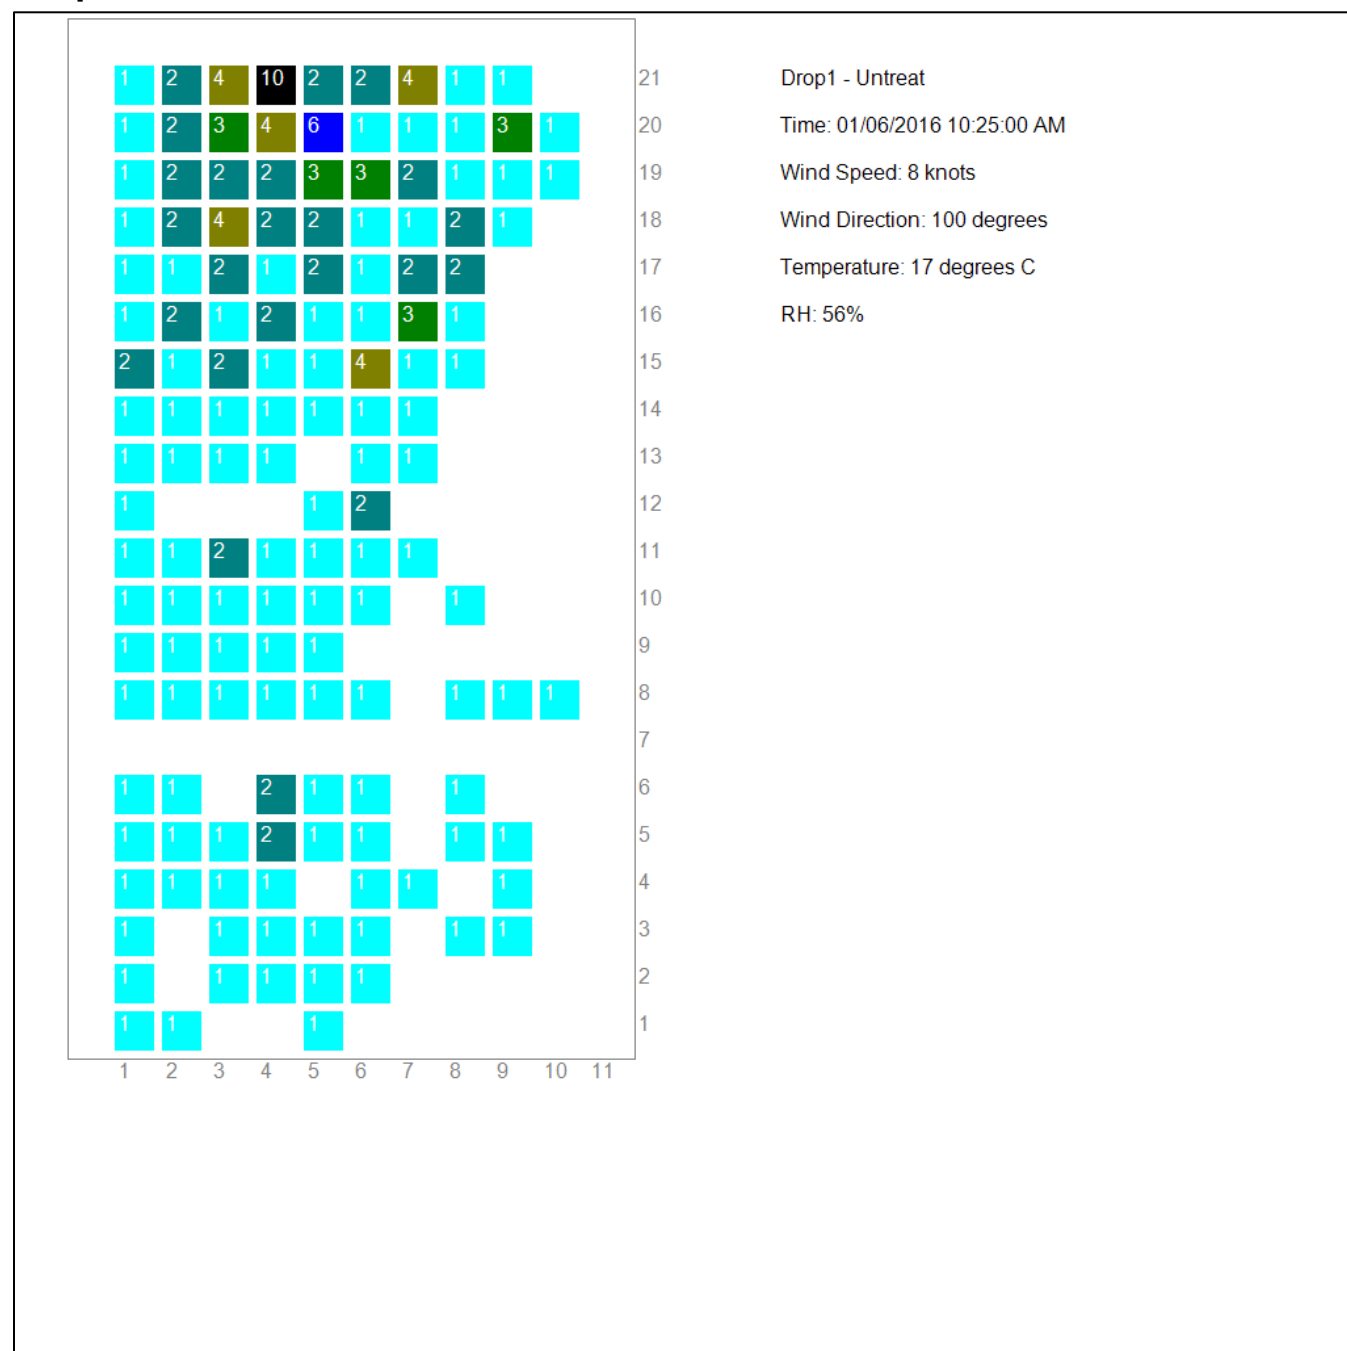 1 2 4 10 2 2 4 1 1 21 Drop1 - Untreat
1 2 3 4 6 1 1 1 3 1 20 Time: 01/06/2016 10:25:00 AM
1 2 2 2 3 3 2 1 1 1 19 Wind Speed: 8 knots
1 2 4 2 2 1 1 2 1 18 Wind Direction: 100 degrees
1 1 2 1 2 1 2 2 17 Temperature: 17 degrees C
1 2 1 2 1 1 3 1 16 RH: 56%
2 1 2 1 1 4 1 1 15
1 1 1 1 1 1 1 14
1 1 1 1 1 1 13
1 1 2 12
1 1 2 1 1 1 1 11
1 1 1 1 1 1 1 10
1 1 1 1 1 9
1 1 1 1 1 1 1 1 1 8
7
1 1 2 1 1 1 6
1 1 1 2 1 1 1 1 5
1 1 1 1 1 1 1 4
1 1 1 1 1 1 1 3
1 1 1 1 1 2
1 1 1 1
1 2 3 4 5 6 7 8 9 10 11